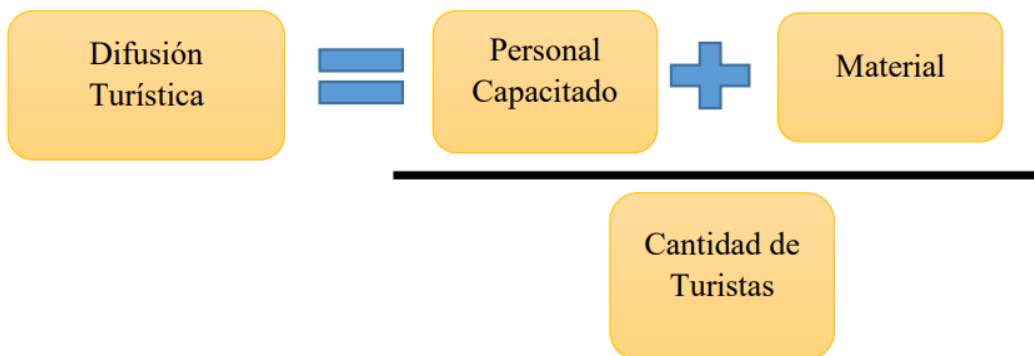 Difusión
Turística
Personal
Capacitado
Material
Cantidad de
Turistas